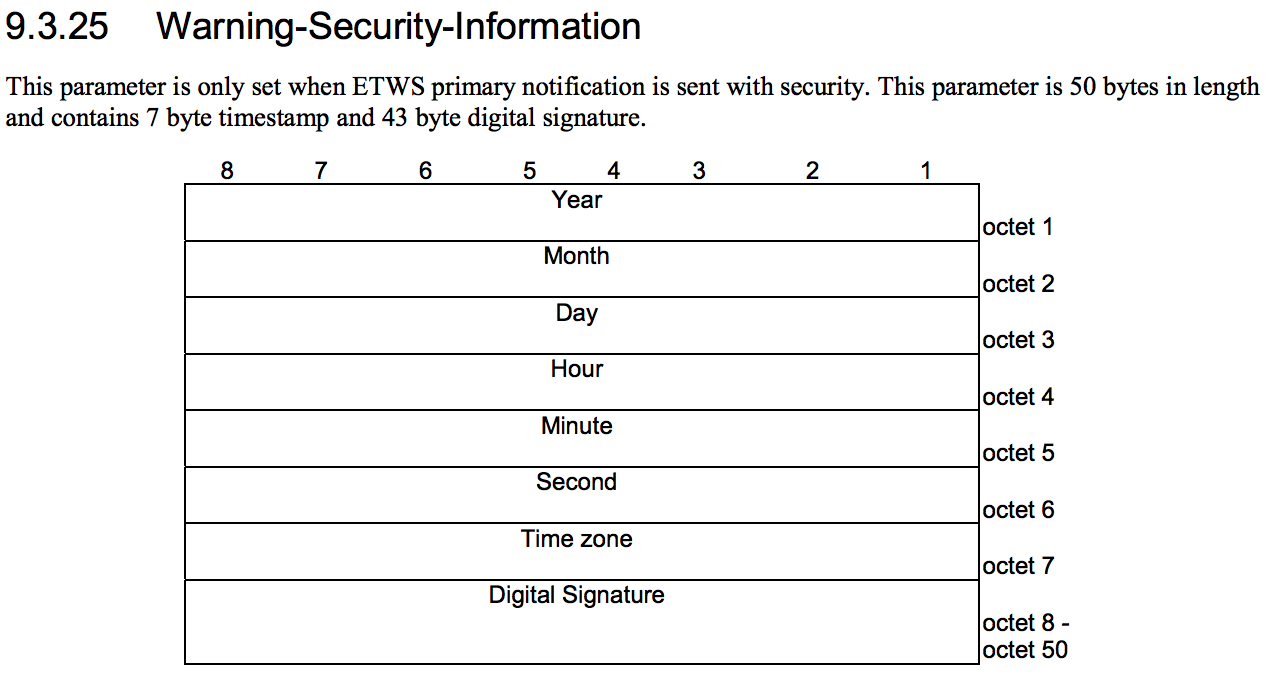 9.3.25 Warning-Security-Information
This parameter is only set when ETWS primary notification is sent with security. This parameter is 50 bytes in length
and contains 7 byte timestamp and 43 byte digital signature.
8 7 6 5 4 3 2 1
Year
octet 1
Month
octet 2
Day
octet 3
Hour
octet 4
Minute
octet 5
Second
octet 6
Time zone
octet 7
Digital Signature
octet 8 -
octet 50